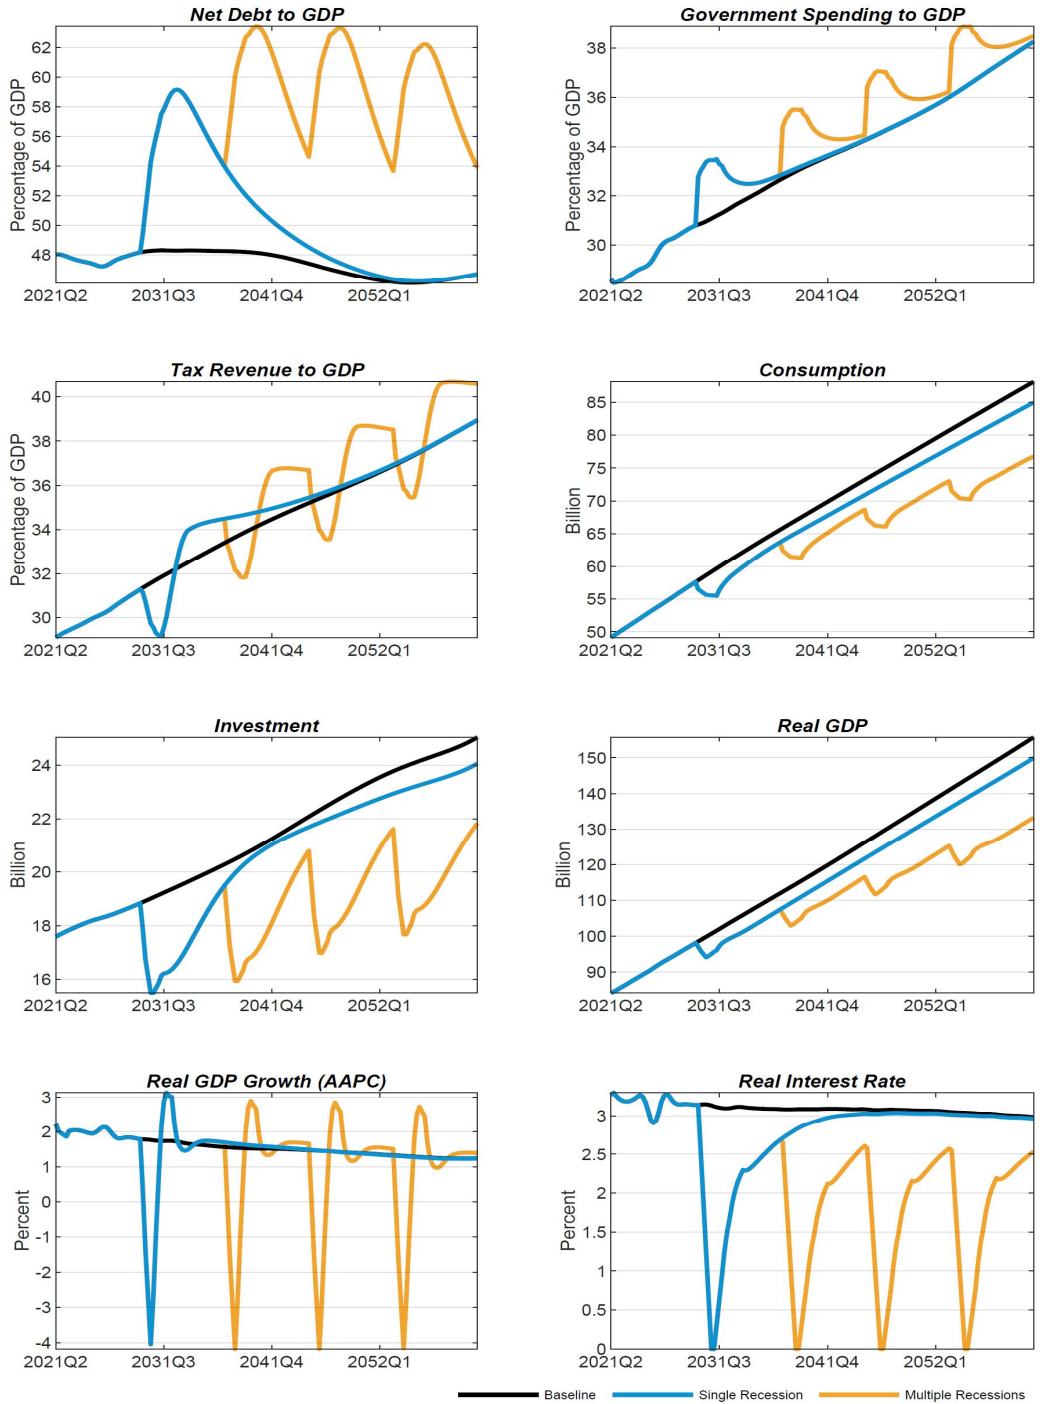 Net Debt to GDP
Percentage of GDP
62
60
58
56
54
52
50
48
2021Q2 2031Q3 2041Q4 2052Q1
Government Spending to GDP
Percentage of GDP
38
36
34
32
30
2021Q2 2031Q3 2041Q4 2052Q1
Tax Revenue to GDP
Percentage of GDP
40
38
36
34
32
30
2021Q2 2031Q3 2041Q4 2052Q1
Consumption
Billion
85
80
75
70
65
60
55
50
2021Q2 2031Q3 2041Q4 2052Q1
Investment
Billion
24
22
20
18
16
2021Q2 2031Q3 2041Q4 2052Q1
Real GDP
Billion
150
140
130
120
110
100
90
2021Q2 2031Q3 2041Q4 2052Q1
Real GDP Growth (AAPC)
Percent
3
2
1
0
-1
-2
-3
-4
2021Q2 2031Q3 2041Q4 2052Q1
Real Interest Rate
Percent
3
2.5
2
1.5
1
0.5
0
2021Q2 2031Q3 2041Q4 2052Q1
Baseline Single Recession Multiple Recessions